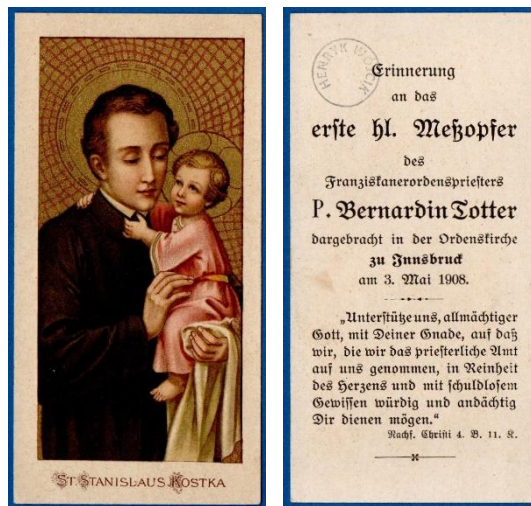 ST. STANISLAUS KOSTKA
HENRYK
Erinnerung
an das
erste hl. Meßopfer
des
Franziskanerordenspriesters
P. Bernardin Totter
dargebracht in der Ordenskirche
zu Innsbruck
am 3. Mai 1908.
„Unterstütze uns, allmächtiger
Gott, mit Deiner Gnade, auf daß
wir, die wir das priesterliche Amt
auf uns genommen, in Reinheit
des Herzens und mit schuldlosem
Gewissen würdig und andächtig
Dir dienen mögen.“
Nachf. Christi 4. B. 11. K.